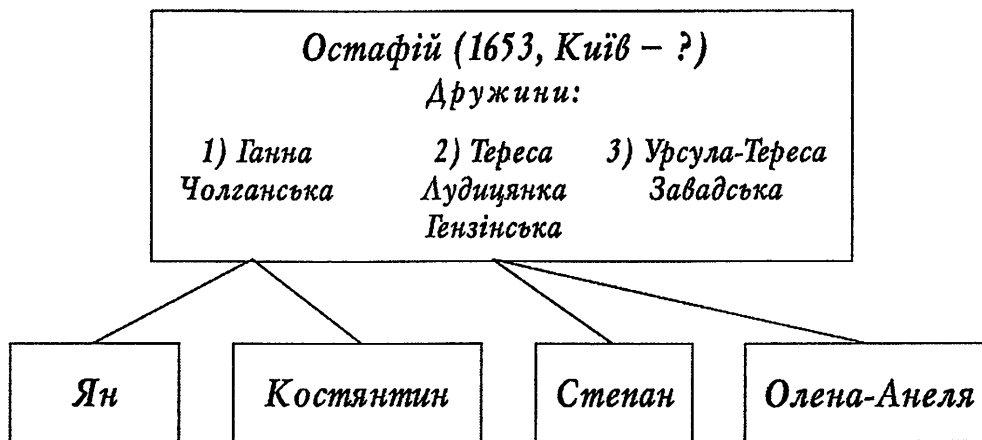 Остафій (1653, Київ – ?)
Дружини:
1) Ганна 2) Тереса 3) Урсула-Тереса
Чолганська Лудицянка Завадська
Гензінська
Ян Костянтин Степан Олена-Анеля